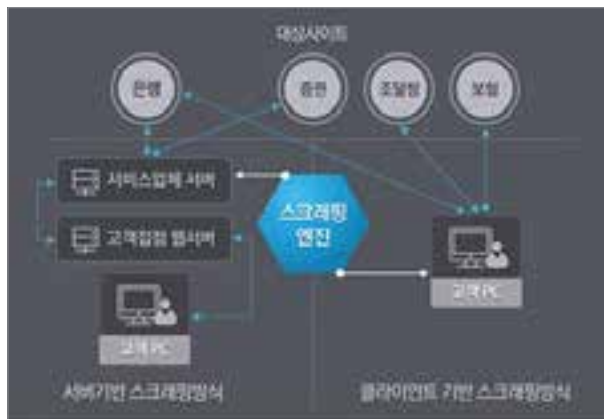 대상사이트
은행
증권
조달청
보험
서비스업체 서버
고객접점 웹서버
스크래핑
엔진
고객 PC
고객 PC
서버기반 스크래핑방식
클라이언트 기반 스크래핑방식